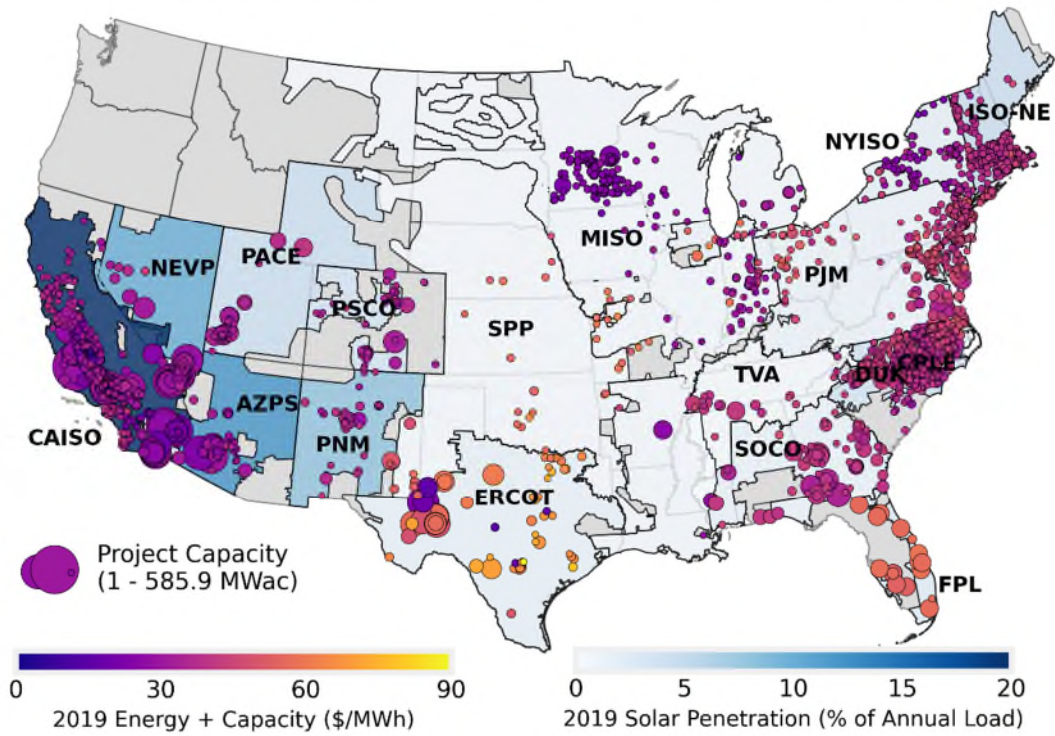 ISO-NE
NYISO
MISO
PACE
NEVP
PJM
PSCO
SPP
CPLE
TVA
DUK
AZPS
CAISO
PNM
SOCO
ERCOT
Project Capacity
(1 - 585.9 MWac)
FPL
0 30 60 90
2019 Energy + Capacity ($/MWh)
0 5 10 15 20
2019 Solar Penetration (% of Annual Load)